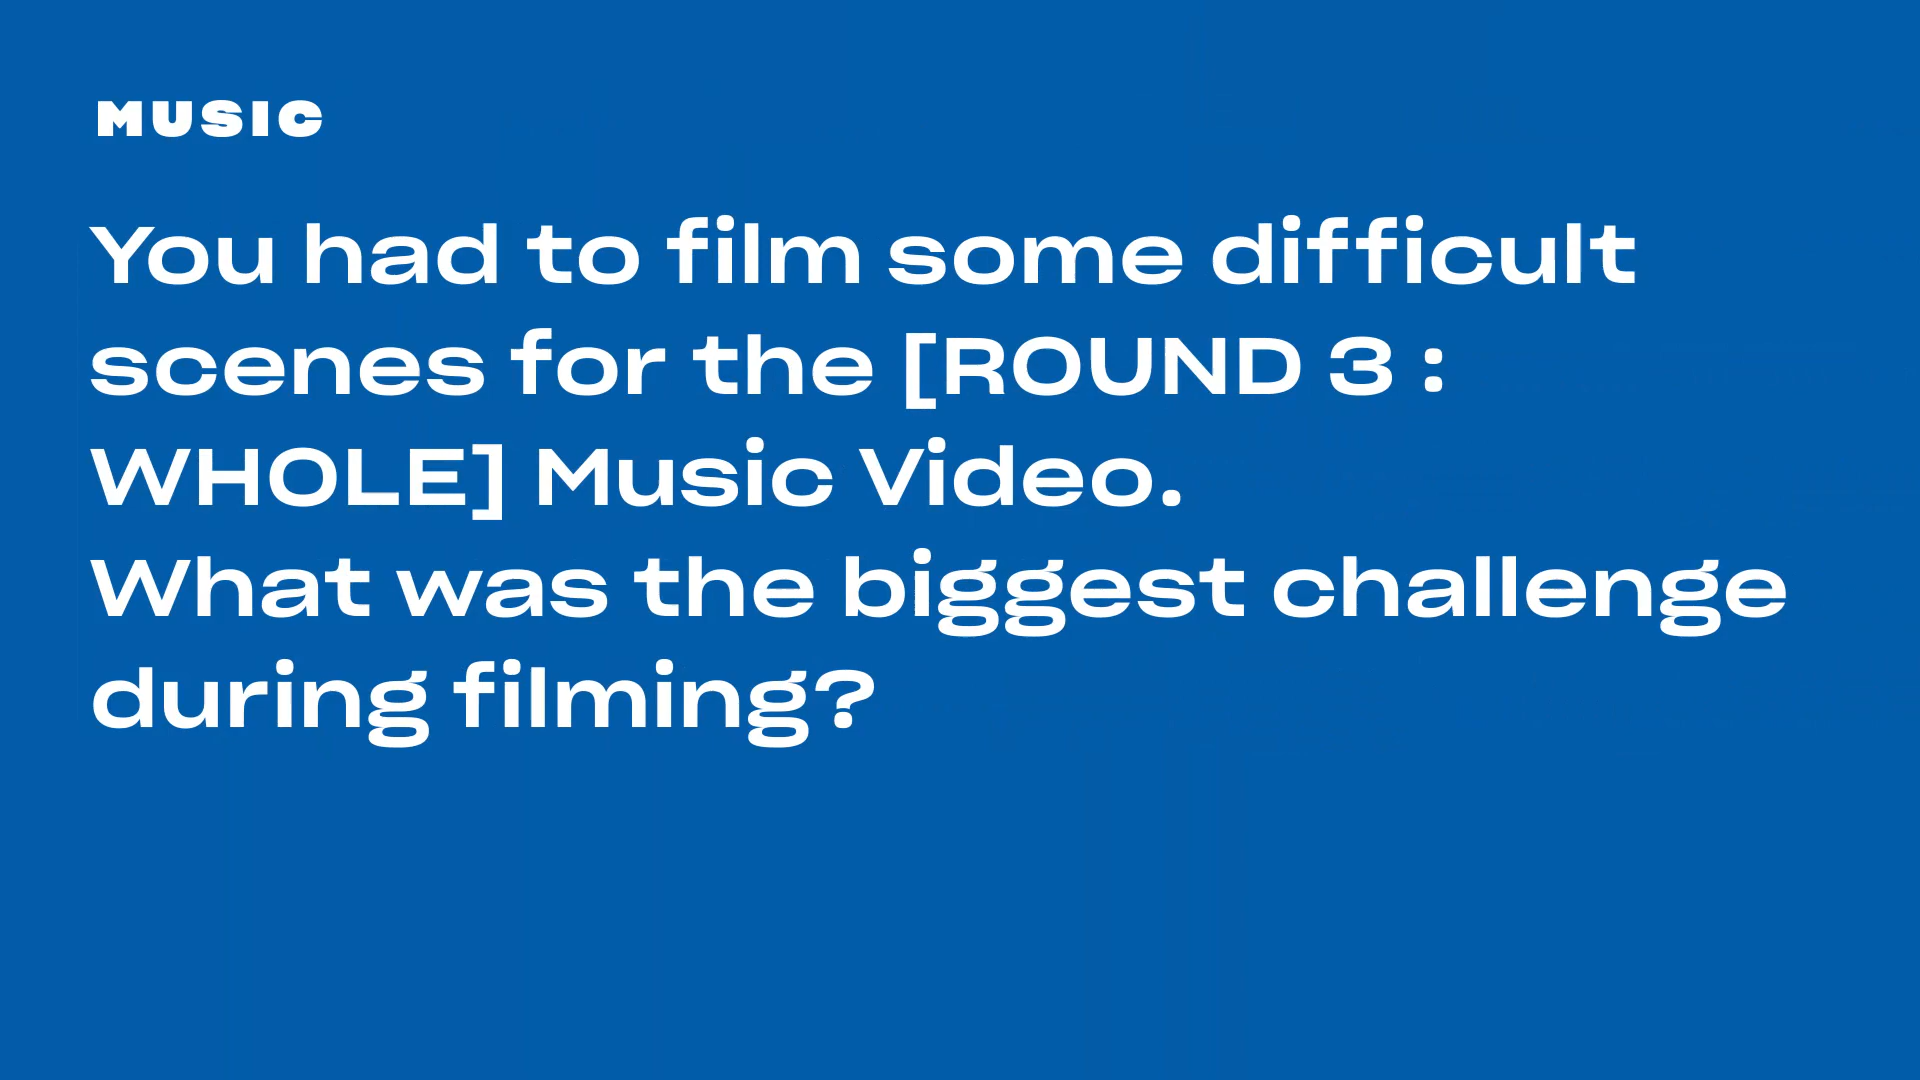 MUSIC
You had to film some difficult
scenes for the [ROUND 3 :
WHOLE] Music Video.
What was the biggest challenge
during filming?